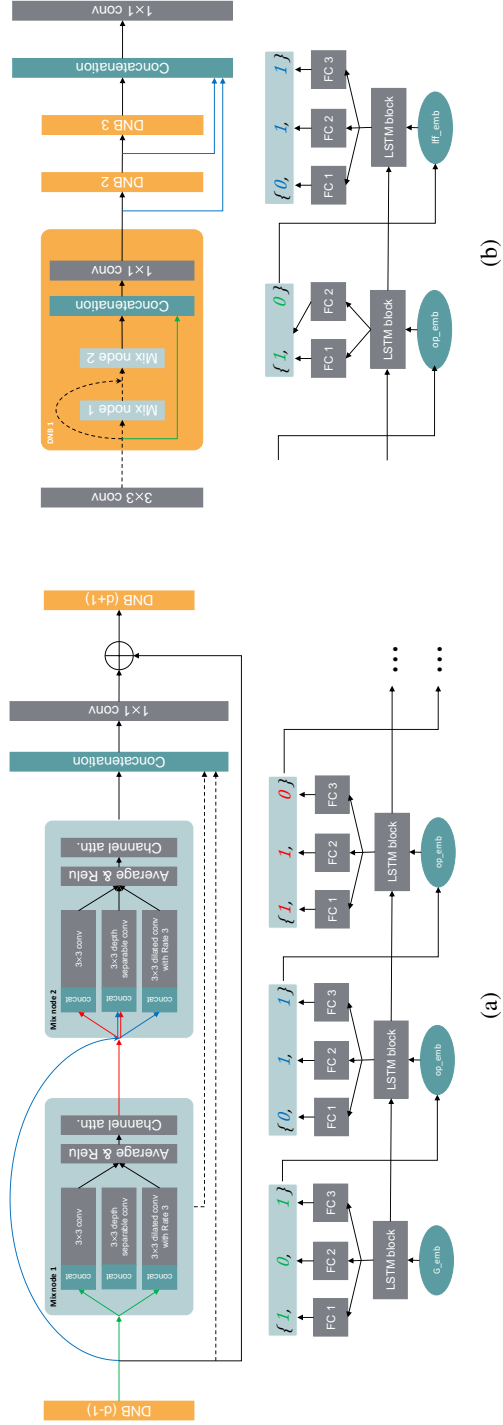 DNB (d-1)
Mix node 1
concat
3×3 conv
concat
3×3 depth
separable conv
concat
3×3 dilated conv
with Rate 3
Average & Relu
Channel attn.
Mix node 2
concat
3×3 conv
concat
3×3 depth
separable conv
concat
3×3 dilated conv
with Rate 3
Average & Relu
Channel attn.
Concatenation
1×1 conv
DNB (d+1)
{1, 0, 1}
FC 1
FC 2
FC 3
LSTM block
G_emb
{0, 1, 1}
FC 1
FC 2
FC 3
LSTM block
op_emb
{1, 1, 0}
FC 1
FC 2
FC 3
LSTM block
op_emb
...
...
(a)
3×3 conv
DNB 1
Mix node 1
Mix node 2
Concatenation
1×1 conv
DNB 2
DNB 3
Concatenation
1×1 conv
{1, 0}
FC 1
FC 2
LSTM block
op_emb
{0, 1, 1}
FC 1
FC 2
FC 3
LSTM block
lff_emb
(b)